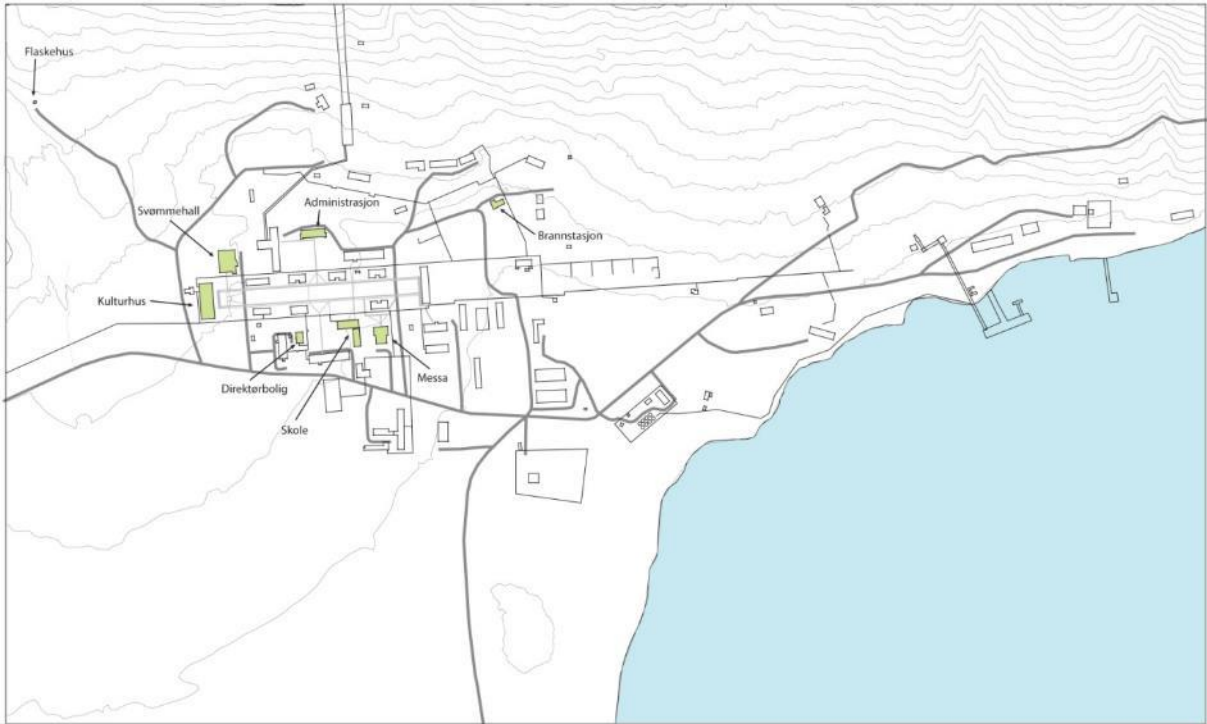 Flaskehus
Svømmehall
Administrasjon
Brannstasjon
Kulturhus
Direktørbolig
Messa
Skole